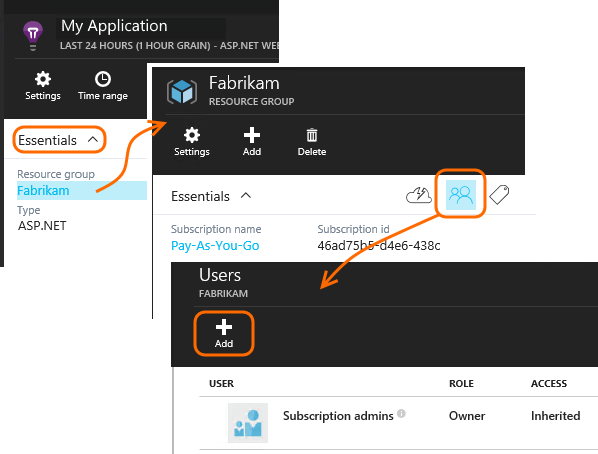 My Application
LAST 24 HOURS (1 HOUR GRAIN) - ASP.NET WE
Settings
Time range
Essentials
Resource group
Fabrikam
Type
ASP.NET
Fabrikam
RESOURCE GROUP
Settings
Add
Delete
Essentials
Subscription name
Subscription id
Pay-As-You-Go
46ad75b5-d4e6-438c
Users
FABRIKAM
Add
USER
ROLE
ACCESS
Subscription admins
Owner
Inherited